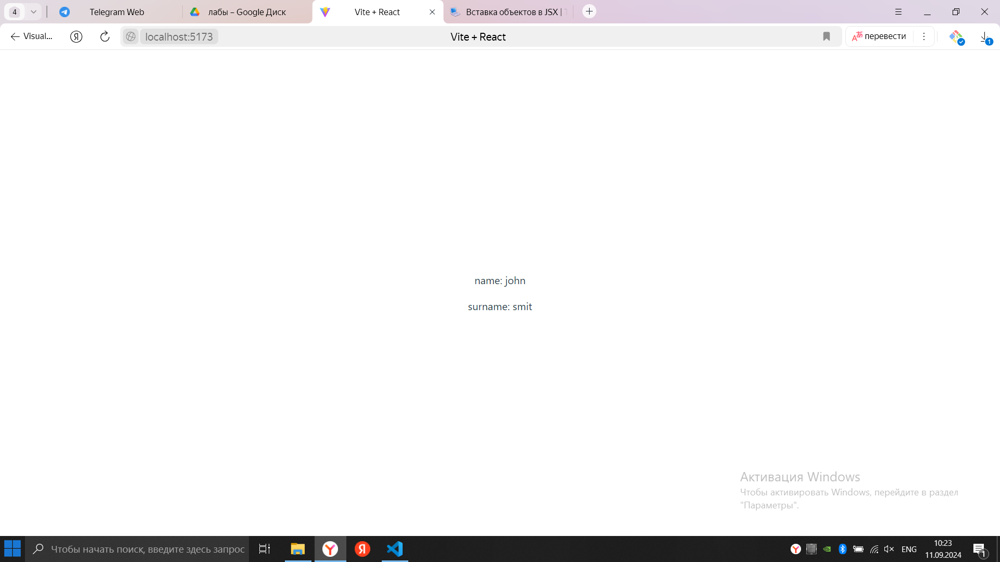 4
Telegram Web
лабы – Google Диск
Vite + React
Вставка объектов в JSX |
Visual...
localhost:5173
Vite + React
перевести
1
name: john
surname: smit
Активация Windows
Чтобы активировать Windows, перейдите в раздел
"Параметры".
Чтобы начать поиск, введите здесь запрос
ENG
10:23
11.09.2024
1